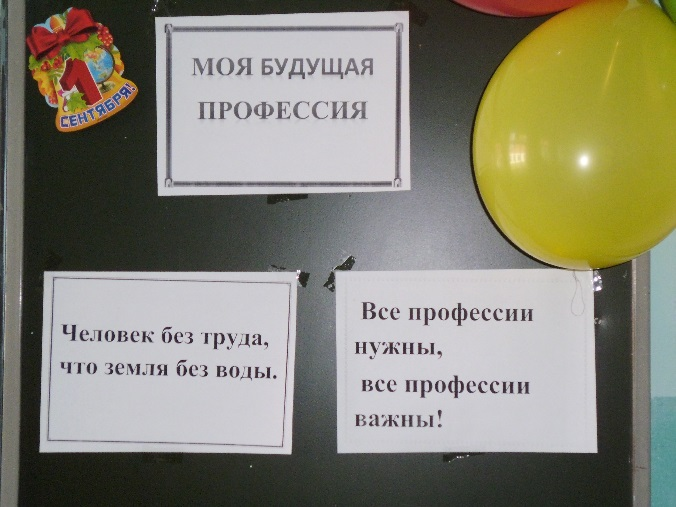 1
СЕНТЯБРЯ!
МОЯ БУДУЩАЯ
ПРОФЕССИЯ
Человек без труда,
что земля без воды.
Все профессии
нужны,
все профессии
важны!